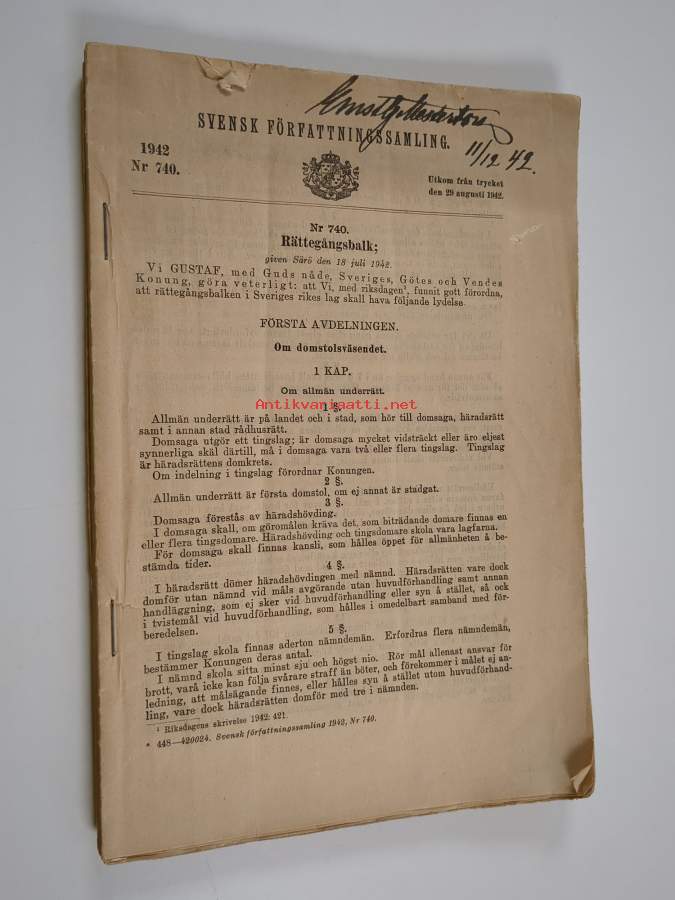 SVENSK FÖRFATTNINGSSAMLING.
11/12 42.
1942
Nr 740.
Utkom från trycket
den 29 augusti 1942.
Nr 740.
Rättegångsbalk;
given Särö den 18 juli 1942.
Vi GUSTAF, med Guds nåde, Sveriges, Götes och Vendes
Konung, göra veterligt: att Vi, med riksdagen¹, funnit gott förordna,
att rättegångsbalken i Sveriges rikes lag skall hava följande lydelse.
FÖRSTA AVDELNINGEN.
Om domstolsväsendet.
1 KAP.
Om allmän underrätt.
Antikvariaatti.net
1 §.
Allmän underrätt är på landet och i stad, som hör till domsaga, häradsrätt
samt i annan stad rådhusrätt.
Domsaga utgör ett tingslag; är domsaga mycket vidsträckt eller äro eljest
synnerliga skäl därtill, må i domsaga vara två eller flera tingslag. Tingslag
är häradsrättens domkrets.
Om indelning i tingslag förordnar Konungen.
2 §.
Allmän underrätt är första domstol, om ej annat är stadgat.
3 §.
Domsaga förestås av häradshövding.
I domsaga skall, om göromålen kräva det, som biträdande domare finnas en
eller flera tingsdomare. Häradshövding och tingsdomare skola vara lagfarna.
För domsaga skall finnas kansli, som hålles öppet för allmänheten å be-
stämda tider.
4 §.
I häradsrätt dömer häradshövdingen med nämnd. Häradsrätten vare dock
domför utan nämnd vid måls avgörande utan huvudförhandling samt annan
handläggning, som ej sker vid huvudförhandling eller syn å stället, så ock
i tvistemål vid huvudförhandling, som hålles i omedelbart samband med för-
beredelsen.
5 §.
I tingslag skola finnas aderton nämndemän. Erfordras flera nämndemän,
bestämmer Konungen deras antal.
I nämnd skola sitta minst sju och högst nio. Rör mål allenast ansvar för
brott, varå icke kan följa svårare straff än böter, och förekommer i målet ej an-
ledning, att målsägande finnes, eller hålles syn å stället utom huvudförhand-
ling, vare dock häradsrätten domför med tre i nämnden.
¹ Riksdagens skrivelse 1942: 421.
* 448—420024. Svensk författningssamling 1942, Nr 740.